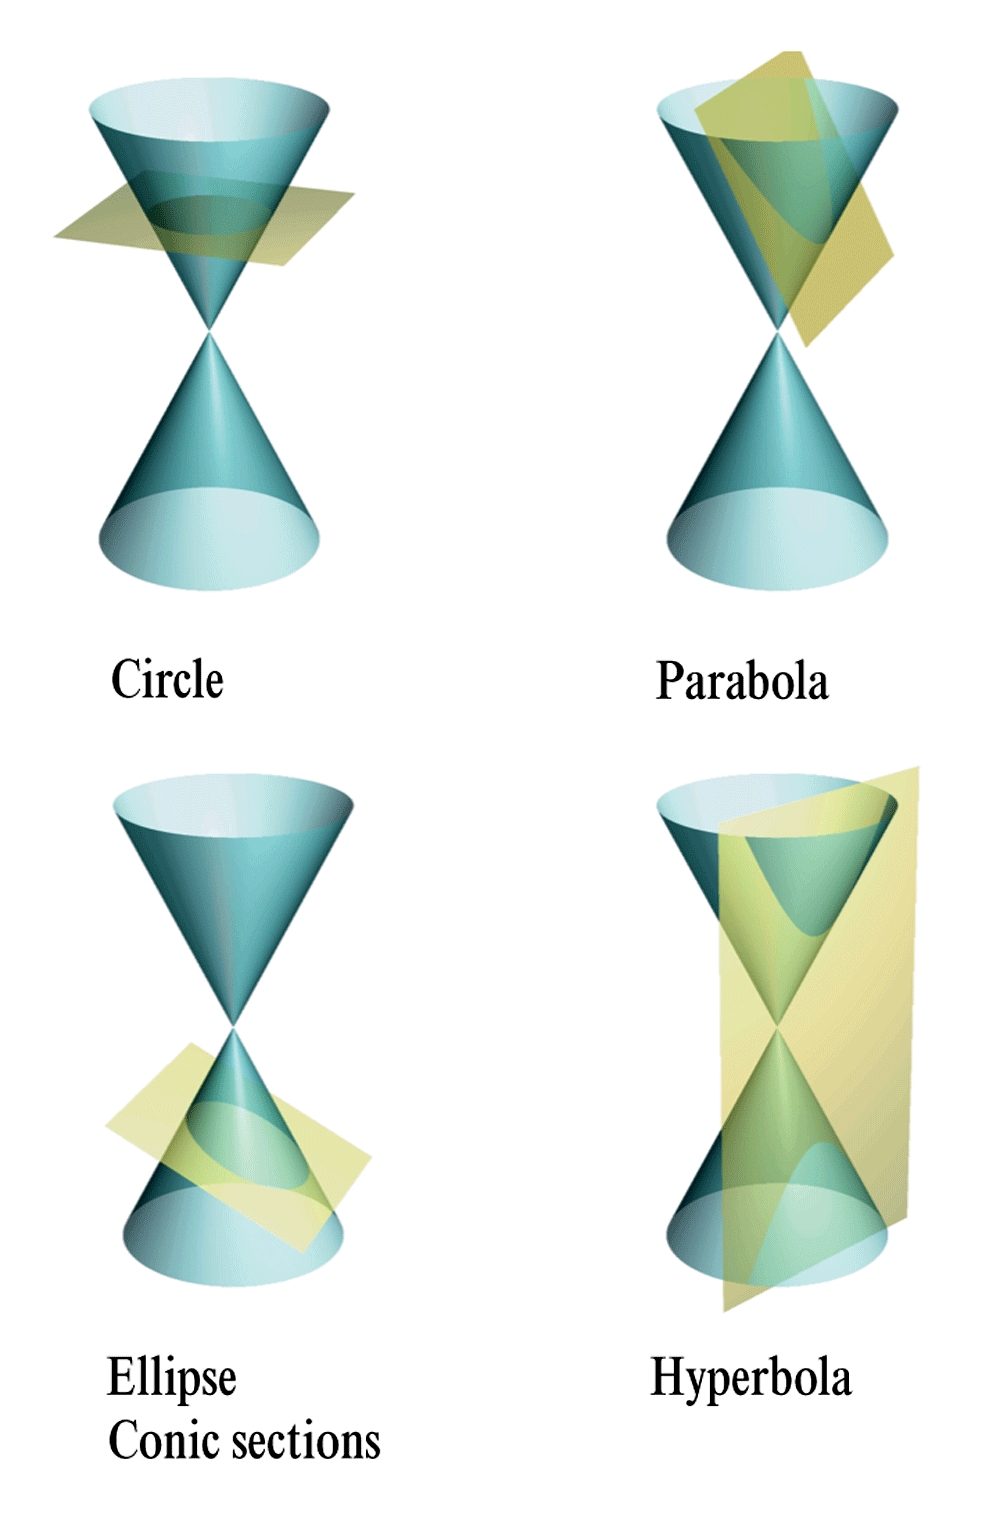 Circle
Parabola
Ellipse
Hyperbola
Conic sections